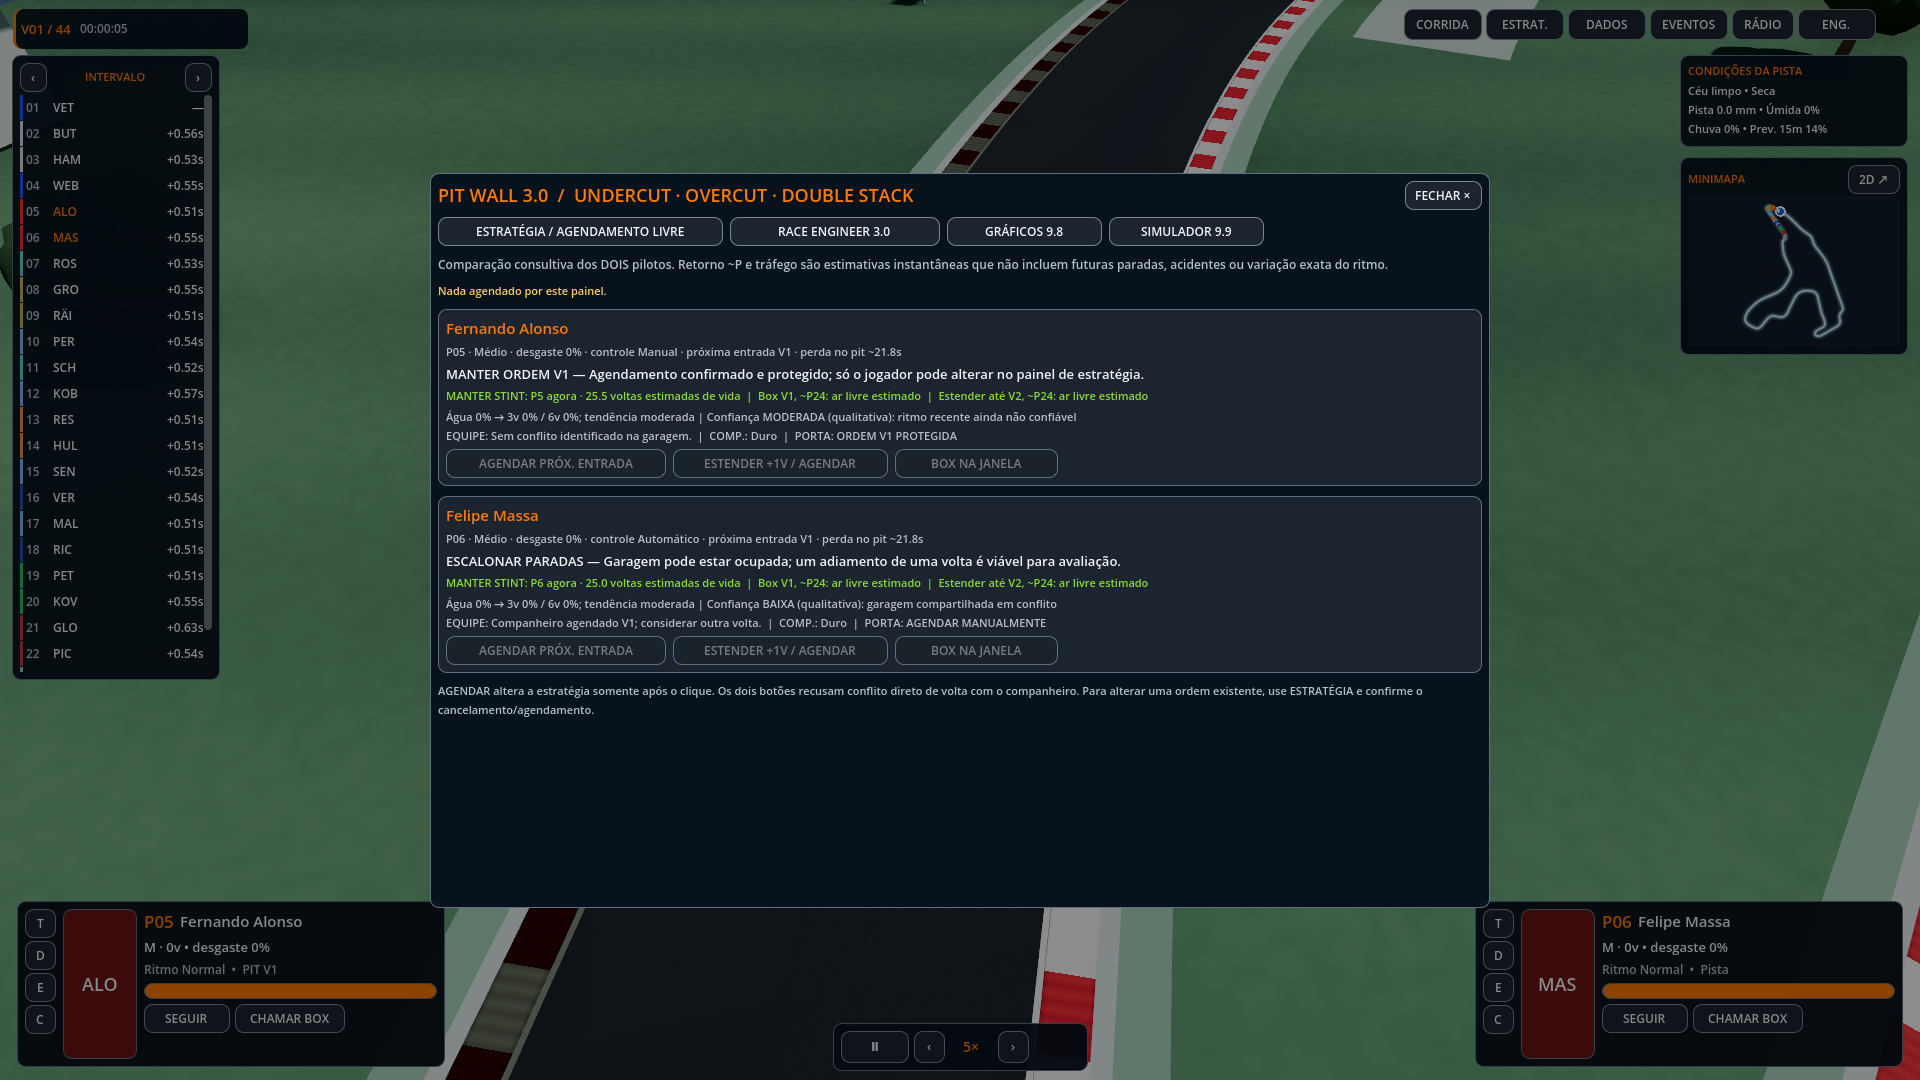 V01 / 44 00:00:05
CORRIDA ESTRAT. DADOS EVENTOS RÁDIO ENG.
‹ INTERVALO ›
01 VET —
02 BUT +0.56s
03 HAM +0.53s
04 WEB +0.55s
05 ALO +0.51s
06 MAS +0.55s
07 ROS +0.53s
08 GRO +0.55s
09 RÄI +0.51s
10 PER +0.54s
11 SCH +0.52s
12 KOB +0.57s
13 RES +0.51s
14 HUL +0.51s
15 SEN +0.52s
16 VER +0.54s
17 MAL +0.51s
18 RIC +0.51s
19 PET +0.51s
20 KOV +0.55s
21 GLO +0.63s
22 PIC +0.54s
CONDIÇÕES DA PISTA
Céu limpo • Seca
Pista 0.0 mm • Úmida 0%
Chuva 0% • Prev. 15m 14%
MINIMAPA 2D ↗
PIT WALL 3.0 / UNDERCUT · OVERCUT · DOUBLE STACK FECHAR ×
ESTRATÉGIA / AGENDAMENTO LIVRE RACE ENGINEER 3.0 GRÁFICOS 9.8 SIMULADOR 9.9
Comparação consultiva dos DOIS pilotos. Retorno ~P e tráfego são estimativas instantâneas que não incluem futuras paradas, acidentes ou variação exata do ritmo.
Nada agendado por este painel.
Fernando Alonso
P05 · Médio · desgaste 0% · controle Manual · próxima entrada V1 · perda no pit ~21.8s
MANTER ORDEM V1 — Agendamento confirmado e protegido; só o jogador pode alterar no painel de estratégia.
MANTER STINT: P5 agora · 25.5 voltas estimadas de vida | Box V1, ~P24: ar livre estimado | Estender até V2, ~P24: ar livre estimado
Água 0% → 3v 0% / 6v 0%; tendência moderada | Confiança MODERADA (qualitativa): ritmo recente ainda não confiável
EQUIPE: Sem conflito identificado na garagem. | COMP.: Duro | PORTA: ORDEM V1 PROTEGIDA
AGENDAR PRÓX. ENTRADA ESTENDER +1V / AGENDAR BOX NA JANELA
Felipe Massa
P06 · Médio · desgaste 0% · controle Automático · próxima entrada V1 · perda no pit ~21.8s
ESCALONAR PARADAS — Garagem pode estar ocupada; um adiamento de uma volta é viável para avaliação.
MANTER STINT: P6 agora · 25.0 voltas estimadas de vida | Box V1, ~P24: ar livre estimado | Estender até V2, ~P24: ar livre estimado
Água 0% → 3v 0% / 6v 0%; tendência moderada | Confiança BAIXA (qualitativa): garagem compartilhada em conflito
EQUIPE: Companheiro agendado V1; considerar outra volta. | COMP.: Duro | PORTA: AGENDAR MANUALMENTE
AGENDAR PRÓX. ENTRADA ESTENDER +1V / AGENDAR BOX NA JANELA
AGENDAR altera a estratégia somente após o clique. Os dois botões recusam conflito direto de volta com o companheiro. Para alterar uma ordem existente, use ESTRATÉGIA e confirme o
cancelamento/agendamento.
T
D
E
C
ALO
P05 Fernando Alonso
M · 0v • desgaste 0%
Ritmo Normal • PIT V1
SEGUIR CHAMAR BOX
⏸ ‹ 5× ›
T
D
E
C
MAS
P06 Felipe Massa
M · 0v • desgaste 0%
Ritmo Normal • Pista
SEGUIR CHAMAR BOX